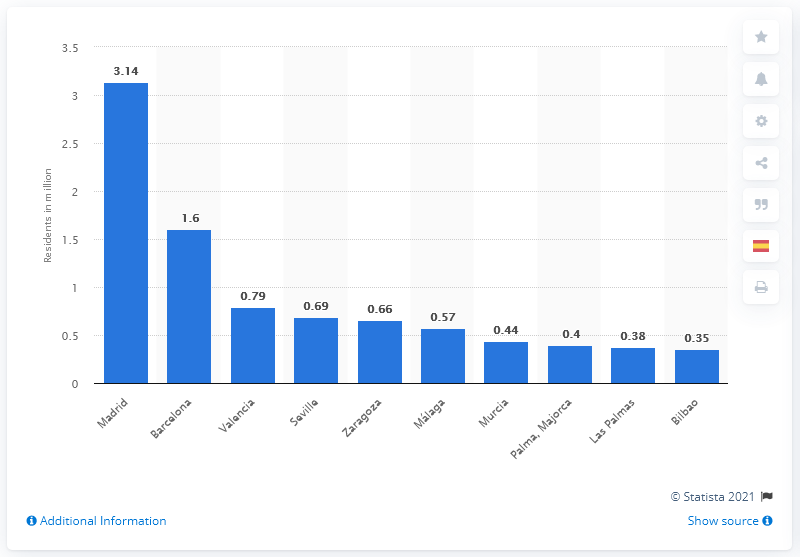 3.5
3
2.5
2
1.5
1
0.5
0
Residents in million
3.14
1.6
0.79
0.69
0.66
0.57
0.44
0.4
0.38
0.35
Madrid
Barcelona
Valencia
Seville
Zaragoza
Málaga
Murcia
Palma, Majorca
Las Palmas
Bilbao
© Statista 2021
Additional Information
Show source